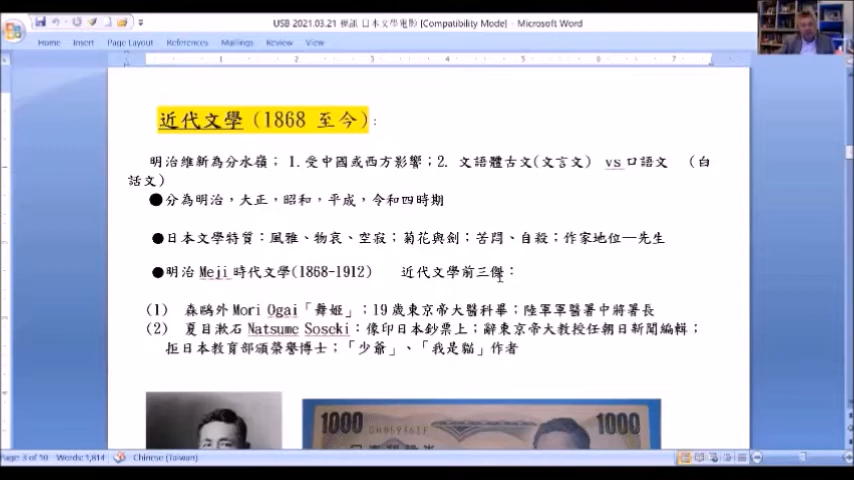 USB 2021.03.21 視訊 日本文學電影 [Compatibility Mode] - Microsoft Word
Home Insert Page Layout References Mailings Review View
1 2 3 4 5 6 7
近代文學 (1868 至今)：
明治維新為分水嶺； 1.受中國或西方影響；2. 文語體古文(文言文) vs 口語文 (白
話文)
●分為明治，大正，昭和，平成，令和四時期
●日本文學特質：風雅、物哀、空寂；菊花與劍；苦悶、自殺；作家地位—先生
●明治 Meji 時代文學(1868-1912) 近代文學前三傑：
(1) 森鷗外 Mori Ogai「舞姬」；19 歲東京帝大醫科畢；陸軍軍醫署中將署長
(2) 夏目漱石 Natsume Soseki：像印日本鈔票上；辭東京帝大教授任朝日新聞編輯；
拒日本教育部頒榮譽博士；「少爺」、「我是貓」作者
1000 1000
Page: 3 of 10 Words: 1,814 Chinese (Taiwan)